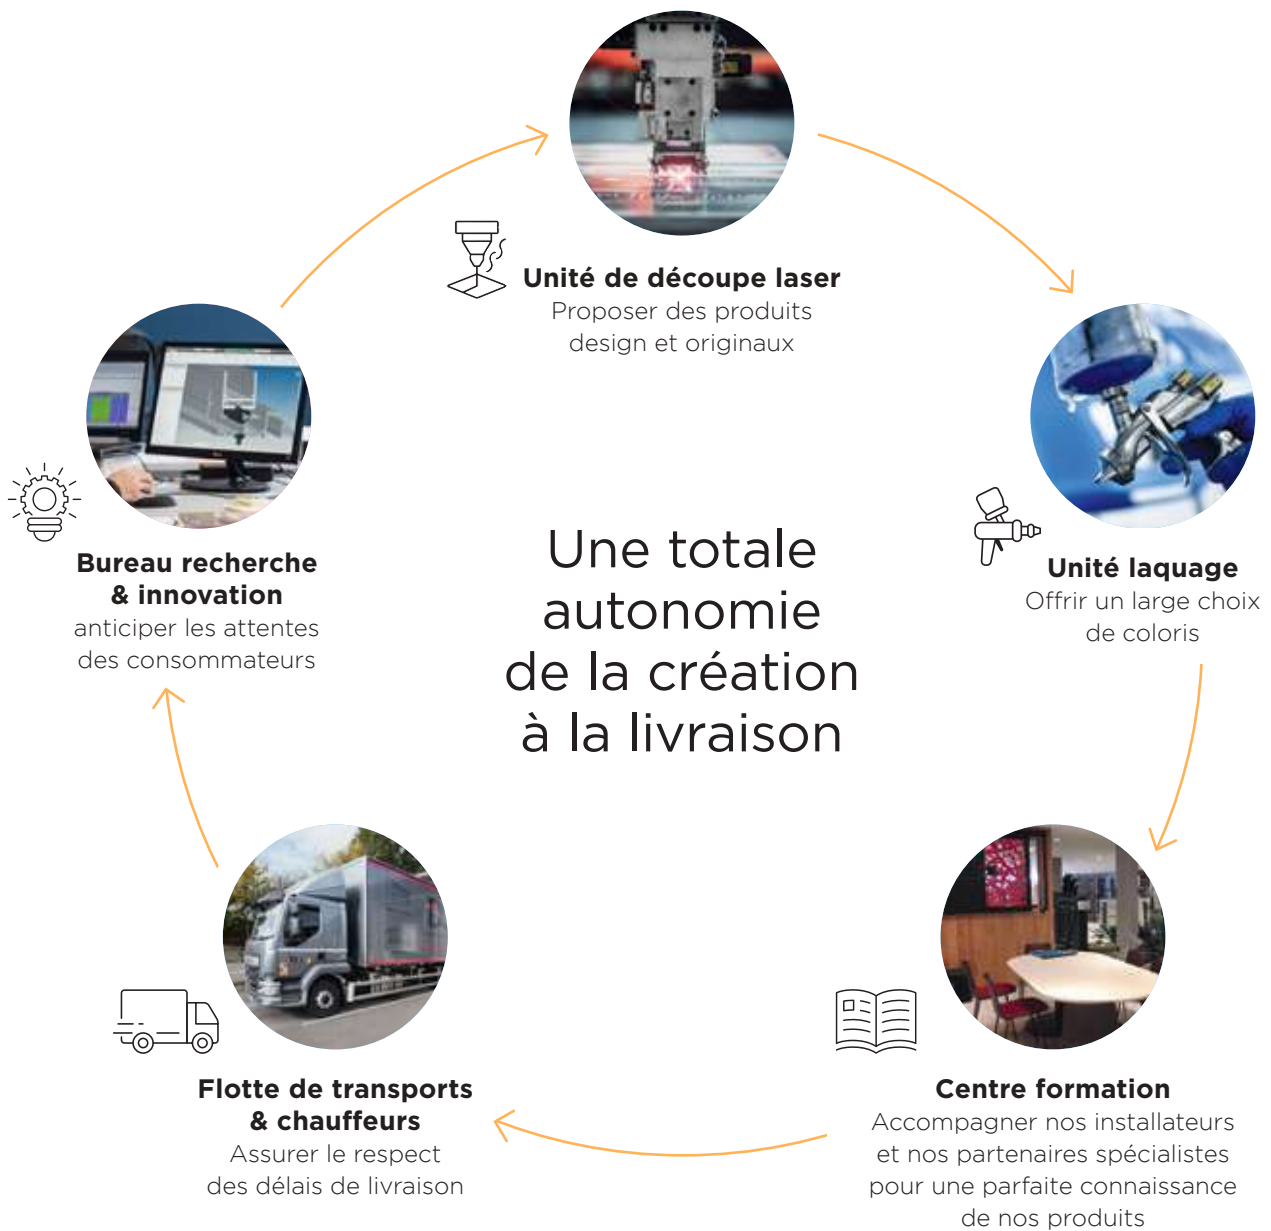 Unité de découpe laser
Proposer des produits
design et originaux
Bureau recherche
& innovation
anticiper les attentes
des consommateurs
Une totale
autonomie
de la création
à la livraison
Unité laquage
Offrir un large choix
de coloris
Flotte de transports
& chauffeurs
Assurer le respect
des délais de livraison
Centre formation
Accompagner nos installateurs
et nos partenaires spécialistes
pour une parfaite connaissance
de nos produits